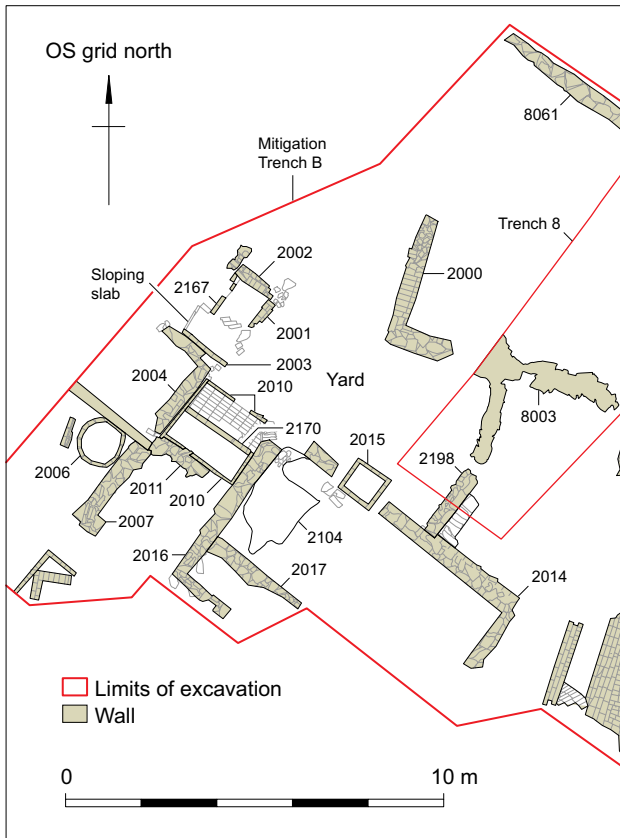 OS grid north
8061
Mitigation
Trench B
Trench 8
2002
2000
2167
Sloping
slab
2001
2003
2004
2010
Yard
8003
2170
2015
2198
2006
2011
2010
2007
2104
2016
2017
2014
Limits of excavation
Wall
0
10 m